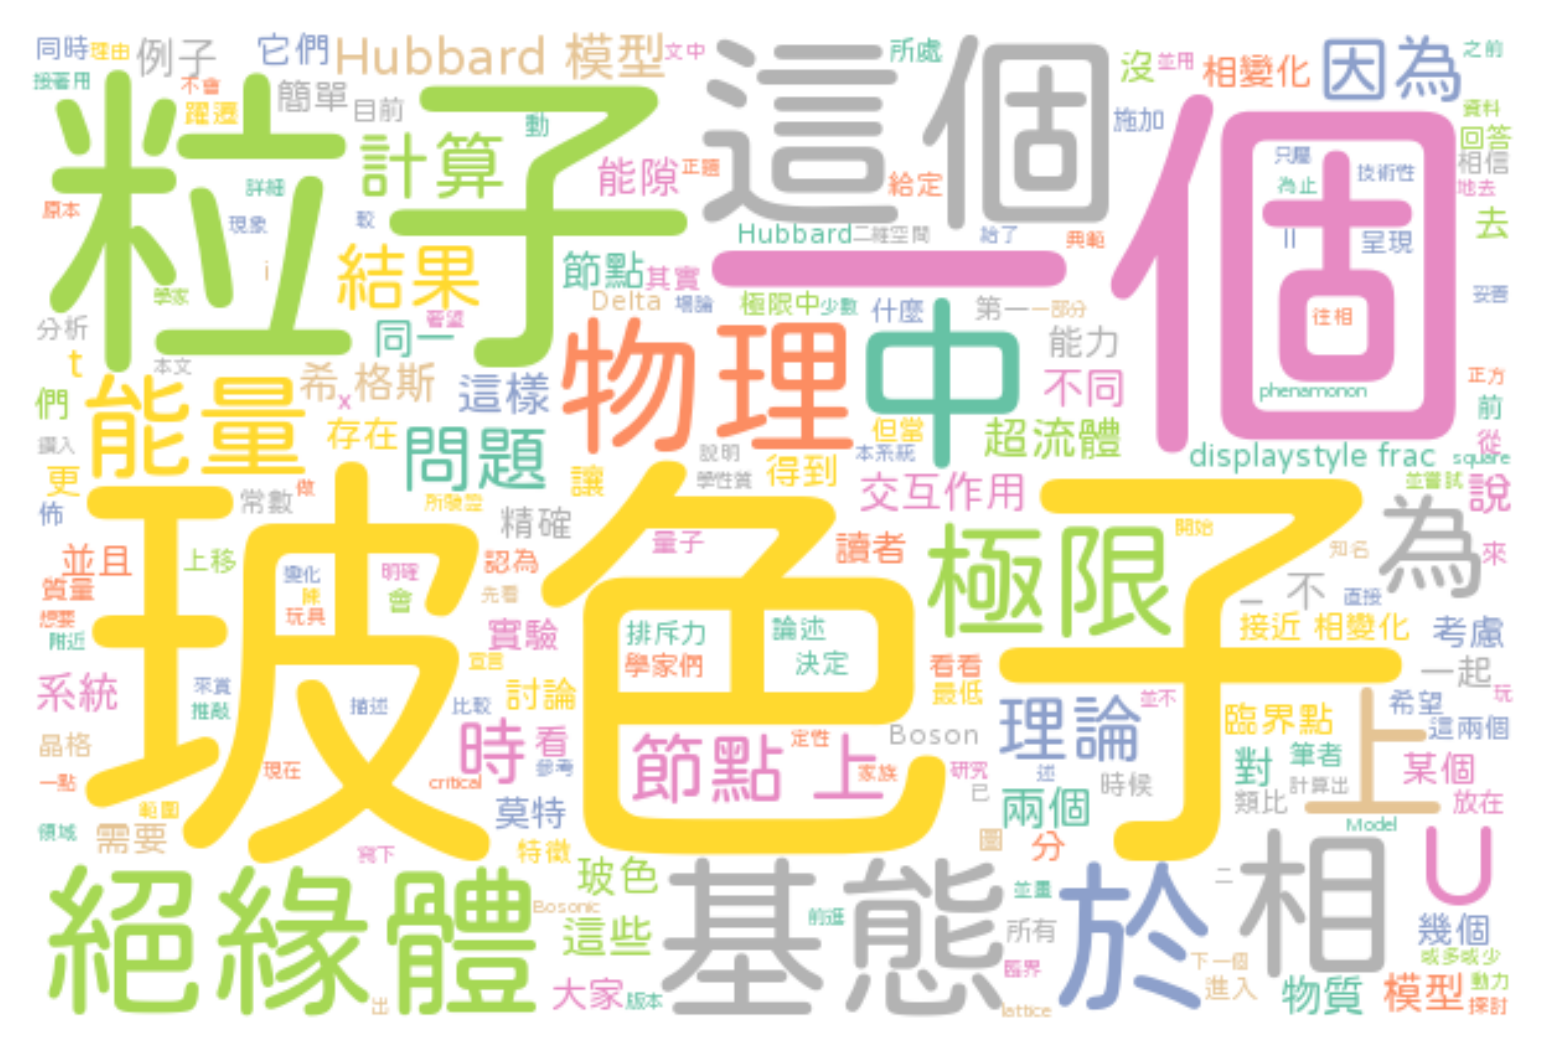 同時 理由 例子 它們 Hubbard 模型 文中 這個 所處 沒 並用 相變化 因為 之前
接著用 不會 躍遷 簡單 目前 動 施加 資料 回答
粒子 計算 能隙 正題 給定 一個 只屬 技術性 相信
詳細 為止 地去
原本 現象 較 Hubbard 二維空間 給了 典範 II 呈現 去
i 結果 節點 其實
學家 Delta 場論 極限中 少數 什麼 第一 一部分 往相 妥善
分析 同一 著望 物理 中 能力
本文 t 希格斯 這樣 不同 正方
能量 x phenamonon 前
們 存在 問題 但當 超流體 從
鑽入 說明 本系統 displaystyle frac square
更 常數 做 讓 學性質 得到 交互作用 並嘗試 說
佈 精確 玻色子 量子 讀者 極限 開始 為
並且 上移 變化 明確 認為 知名 來
質量 陳 會 先看 _ 不 直接
想要 玩具 實驗 排斥力 論述 接近 相變化 考慮
附近 宣言 學家們 決定 看看 一起
系統 來賞 討論 最低 希望 玩
推敲 描述 比較 理論 並不 臨界點 這兩個
晶格 時 看 節點 上 定性 Boson 上 對 筆者 某個
一點 現在 critical 參考 家族 研究 述 時候 計算出
範圍 莫特 已 兩個 類比 放在
領域 需要 特徵 圖 分 Model
寫下 玻色 二 U
絕緣體 Bosonic 基態 並畫 於 相
這些 前進 所有 幾個
大家 版本 臨界 下一個 或多或少
出 lattice 進入 物質 模型 動力
探討